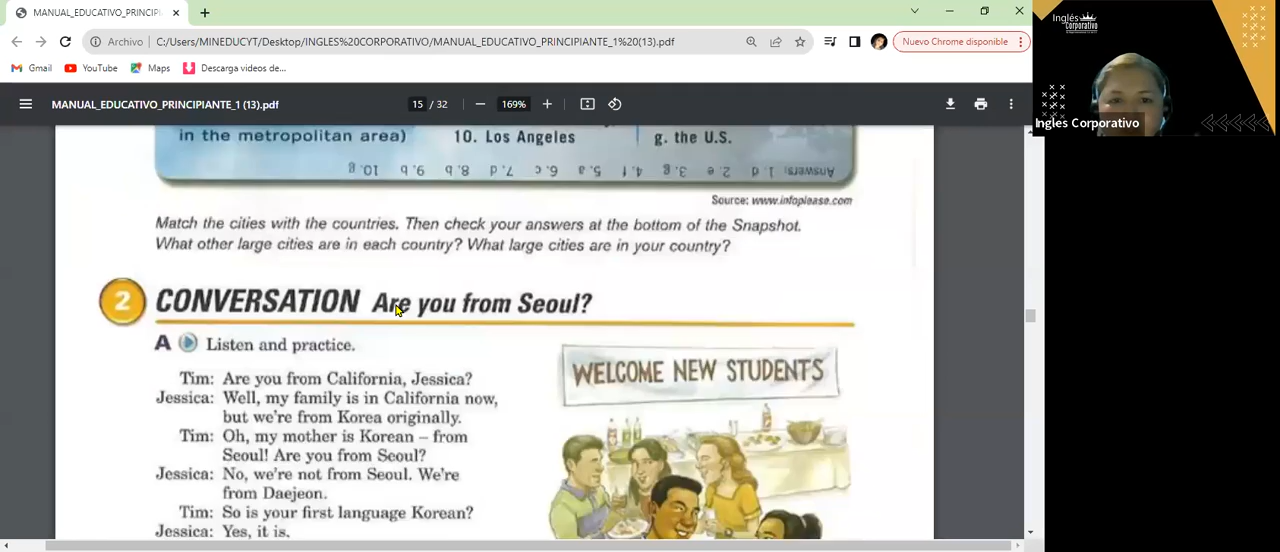 MANUAL_EDUCATIVO_PRINCIPI
Archivo
C:/Users/MINEDUCYT/Desktop/INGLES%20CORPORATIVO/MANUAL_EDUCATIVO_PRINCIPIANTE_1%20(13).pdf
Nuevo Chrome disponible
Gmail
YouTube
Maps
Descarga videos de...
MANUAL_EDUCATIVO_PRINCIPIANTE_1 (13).pdf
15 / 32
169%
Inglés
Corporativo
Ingles Corporativo
in the metropolitan area)
10. Los Angeles
g. the U.S.
Answers: 1. d 2. e 3. g 4. f 5. a 6. c 7. d 8. b 9. b 10. g
Source: www.infoplease.com
Match the cities with the countries. Then check your answers at the bottom of the Snapshot.
What other large cities are in each country? What large cities are in your country?
2 CONVERSATION Are you from Seoul?
A Listen and practice.
Tim: Are you from California, Jessica?
Jessica: Well, my family is in California now,
but we're from Korea originally.
Tim: Oh, my mother is Korean – from
Seoul! Are you from Seoul?
Jessica: No, we're not from Seoul. We're
from Daejeon.
Tim: So is your first language Korean?
Jessica: Yes, it is.
WELCOME NEW STUDENTS